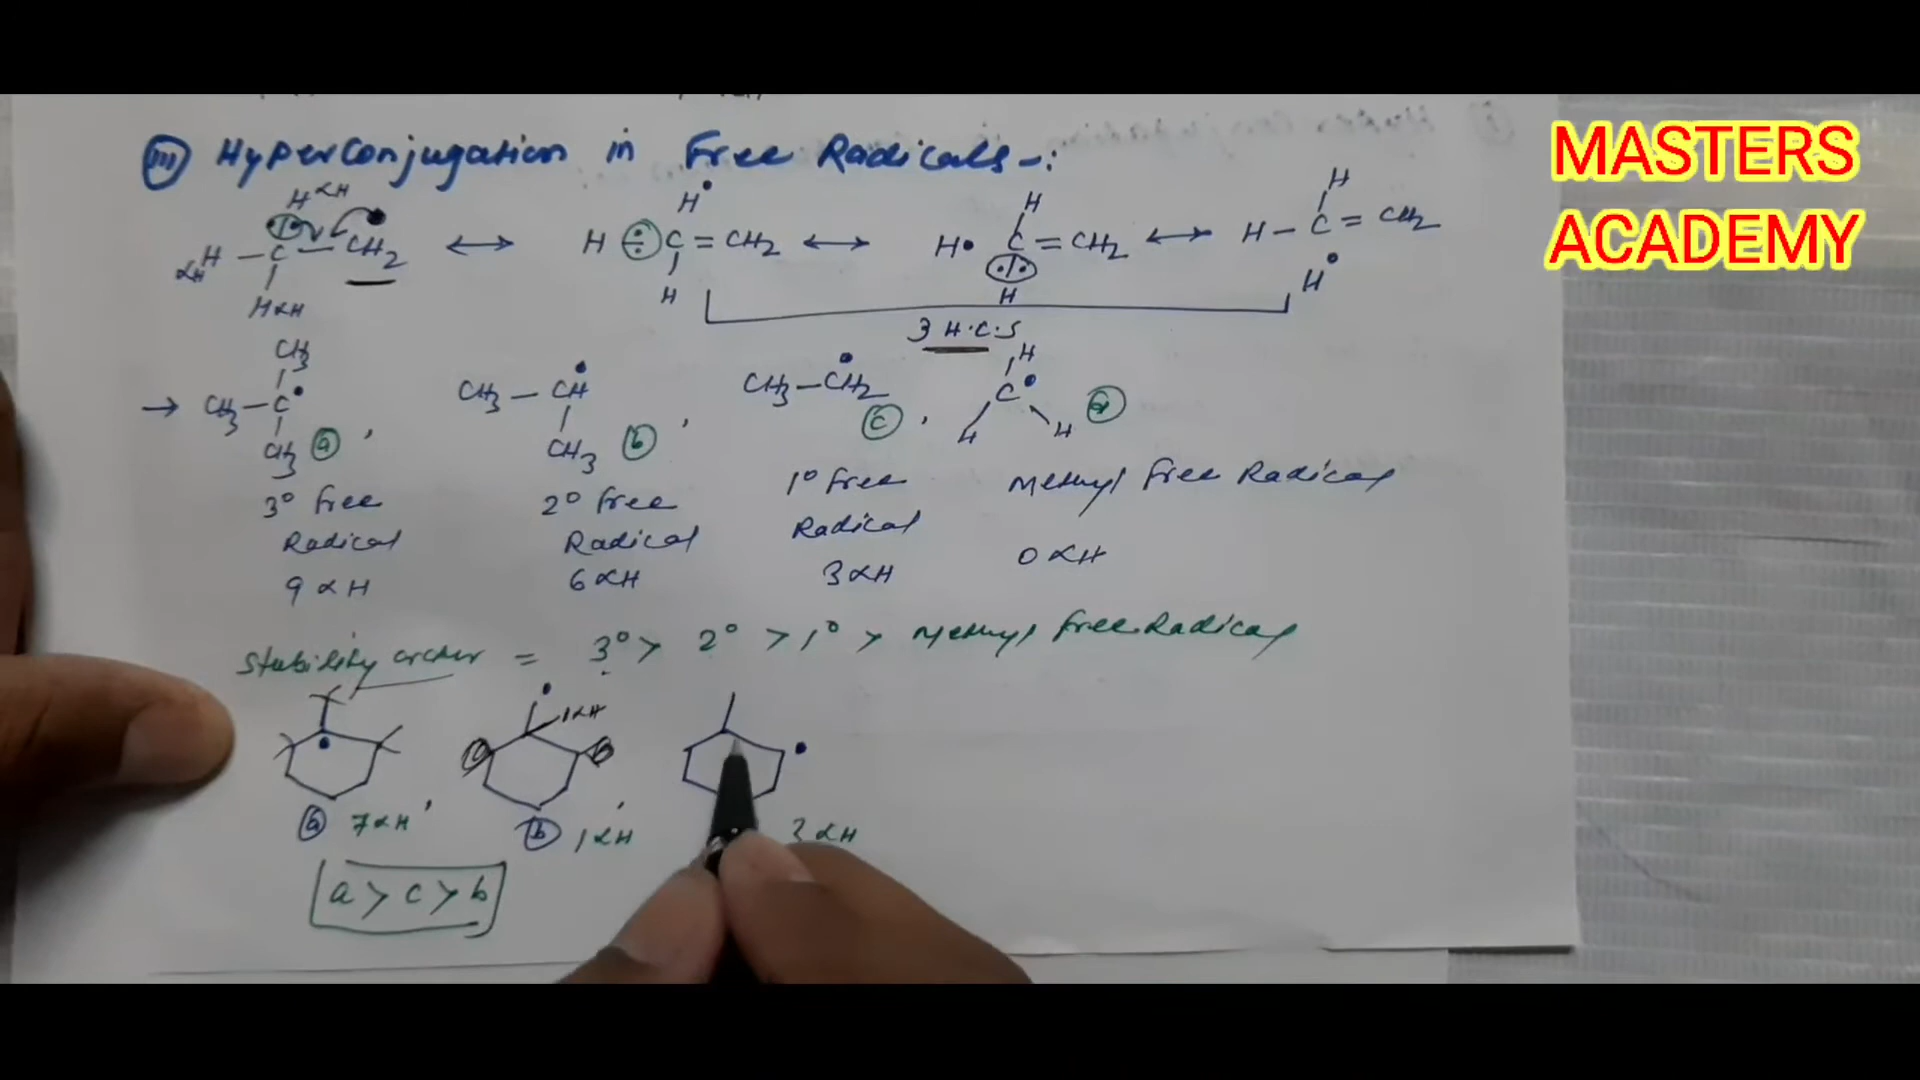 MASTERS
ACADEMY
(iii) Hyperconjugation in Free Radicals -:
H αH H• H H
αH H - C - CH2 ↔ H C = CH2 ↔ H• C = CH2 ↔ H - C = CH2
H αH H H H•
3 H.C.S
→ CH3 - C• CH3 - CH• CH3 - CH2• H C• H
CH3 CH3 H
CH3 (a) , CH3 (b) , (c) ,
3° free 2° free 1° free Methyl Free Radical
Radical Radical Radical
9 αH 6 αH 3 αH 0 αH
Stability order = 3° > 2° > 1° > Methyl free Radical
1αH
(a) 7 αH , (b) 1 αH , 3 αH
a > c > b